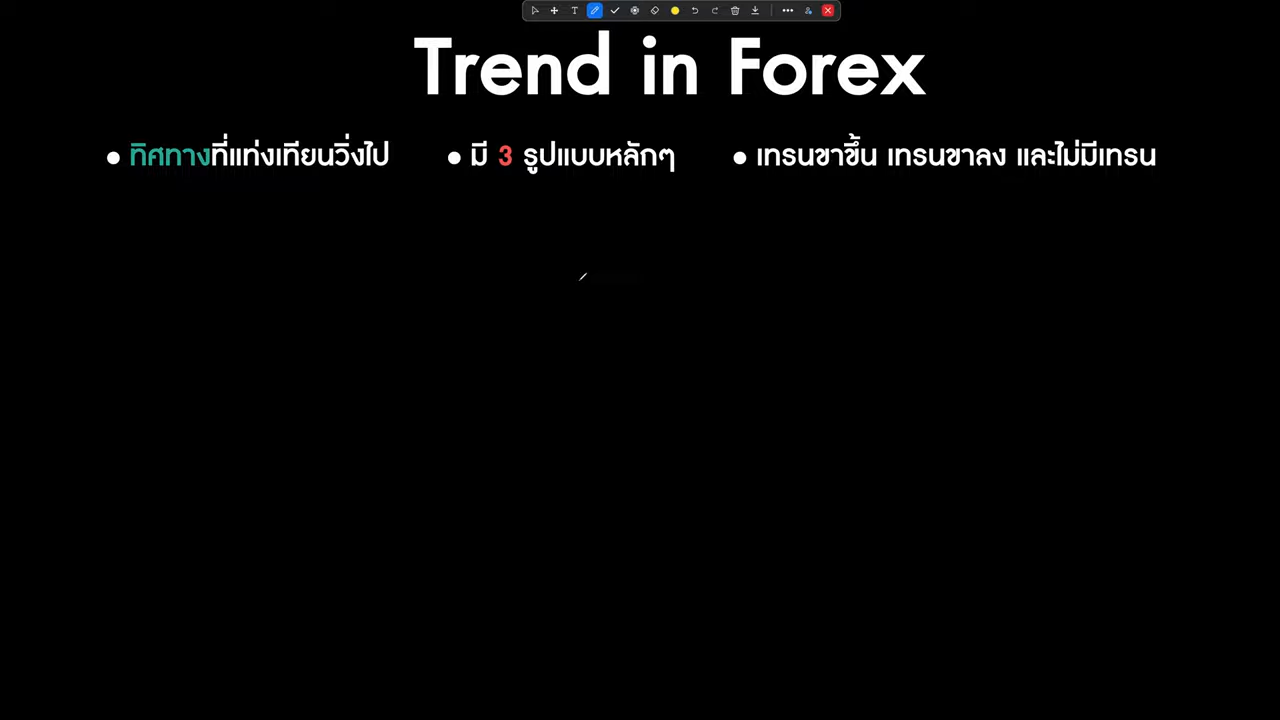 Trend in Forex
• ทิศทางที่แท่งเทียนวิ่งไป • มี 3 รูปแบบหลักๆ • เทรนขาขึ้น เทรนขาลง และไม่มีเทรน